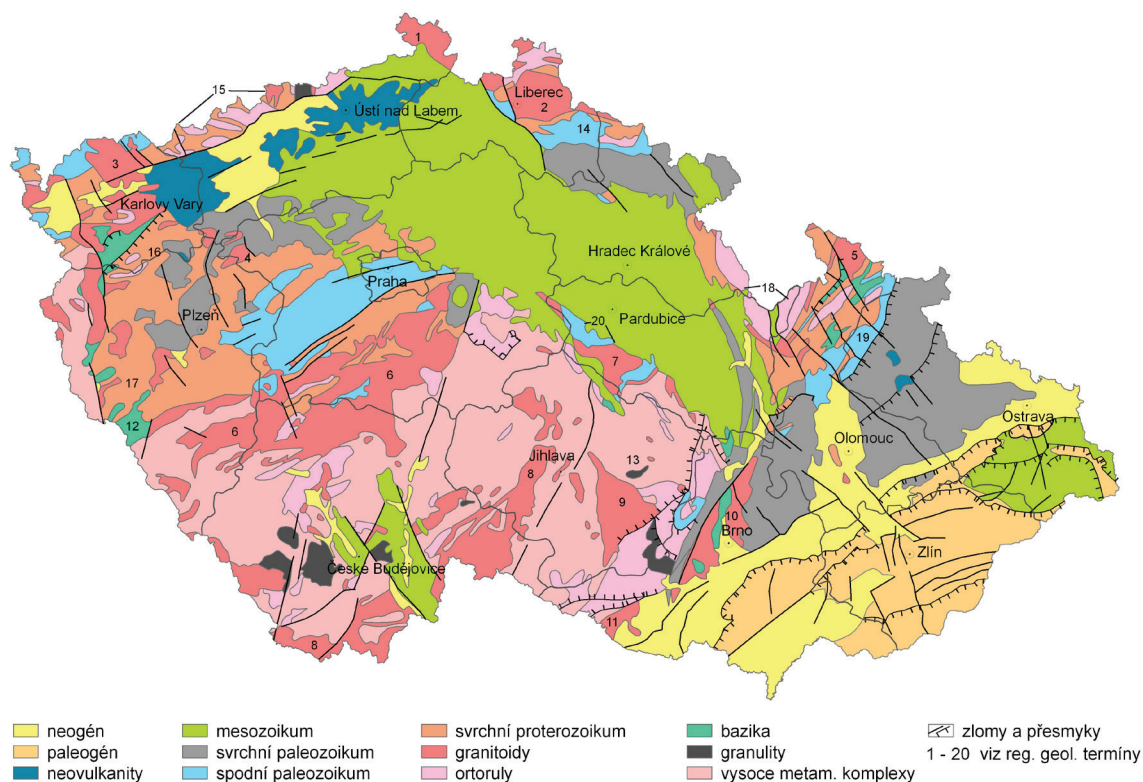 1
15
Liberec
2
Ústí nad Labem
14
3
Karlovy Vary
16
4
Hradec Králové
5
Praha
18
Plzeň
20
Pardubice
19
7
6
17
Ostrava
12
6
Olomouc
Jihlava
13
8
9
10
Brno
Zlín
České Budějovice
11
8
neogén
mezozoikum
svrchní proterozoikum
bazika
zlomy a přesmyky
paleogén
svrchní paleozoikum
granitoidy
granulity
1 - 20 viz reg. geol. termíny
neovulkanity
spodní paleozoikum
ortoruly
vysoce metam. komplexy